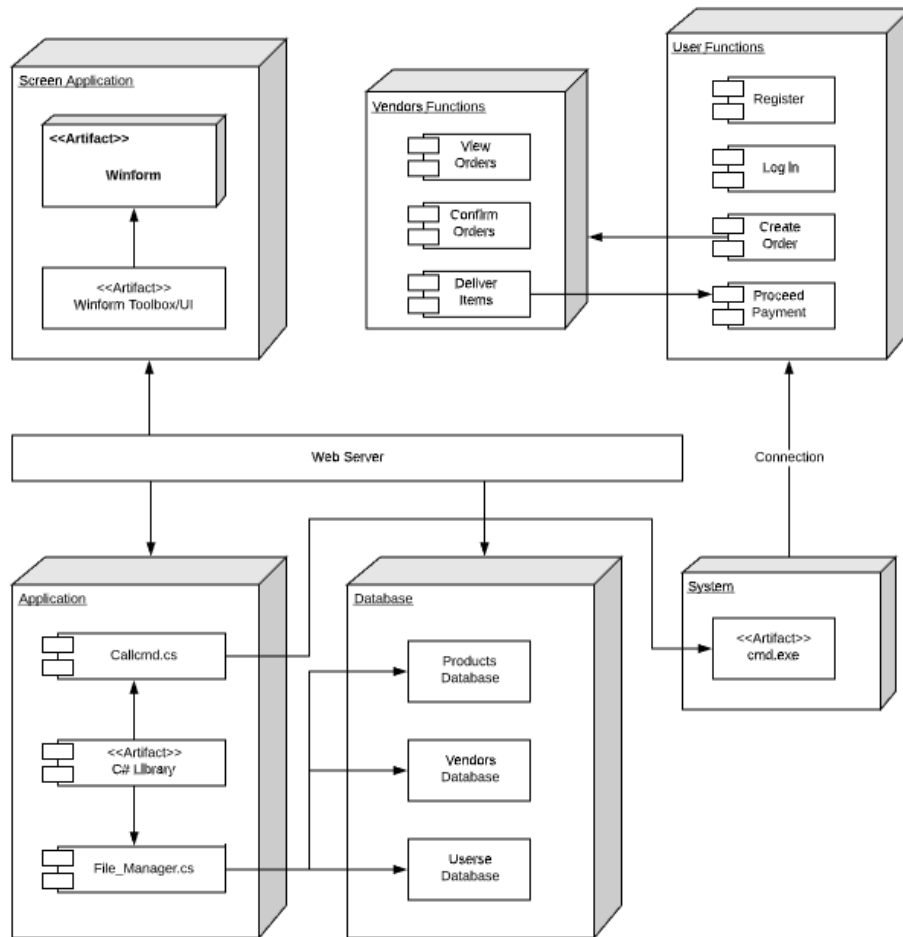 Screen Application
<<Artifact>>
Winform
<<Artifact>>
Winform Toolbox/UI
Vendors Functions
View
Orders
Confirm
Orders
Deliver
Items
User Functions
Register
Log In
Create
Order
Proceed
Payment
Web Server
Connection
Application
Callcmd.cs
<<Artifact>>
C# Library
File_Manager.cs
Database
Products
Database
Vendors
Database
Userse
Database
System
<<Artifact>>
cmd.exe